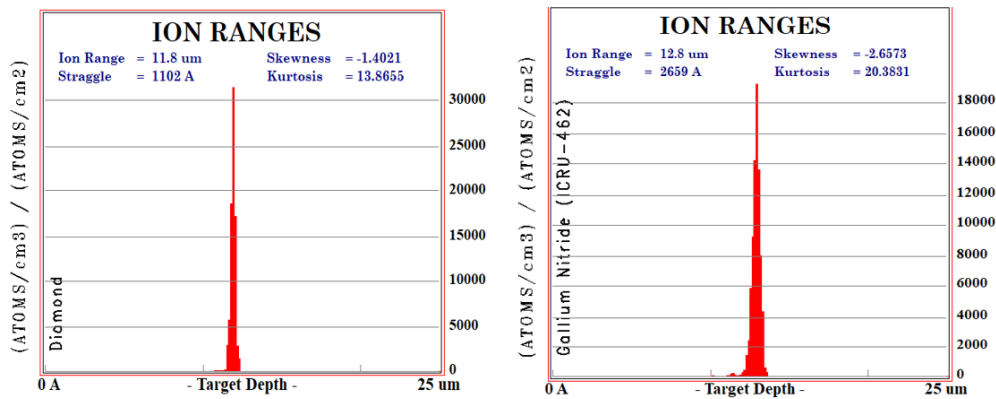 ION RANGES
Ion Range = 11.8 um Skewness = -1.4021
Straggle = 1102 A Kurtosis = 13.8655
(ATOMS/cm3) / (ATOMS/cm2)
Diamond
30000
25000
20000
15000
10000
5000
0
0 A - Target Depth - 25 um
ION RANGES
Ion Range = 12.8 um Skewness = -2.6573
Straggle = 2659 A Kurtosis = 20.3831
(ATOMS/cm3) / (ATOMS/cm2)
Gallium Nitride (ICRU-462)
18000
16000
14000
12000
10000
8000
6000
4000
2000
0
0 A - Target Depth - 25 um